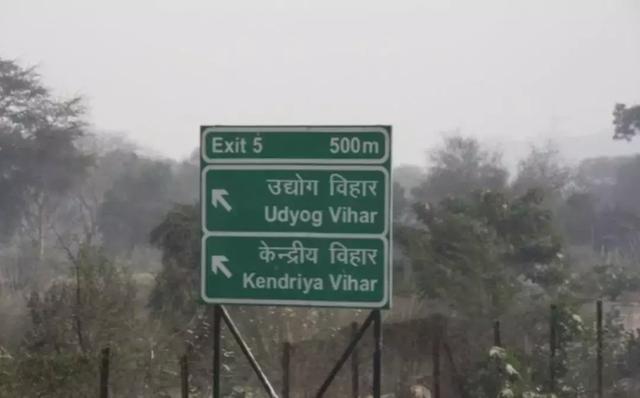 Exit 5 500m
उद्योग विहार
Udyog Vihar
केन्द्रीय विहार
Kendriya Vihar